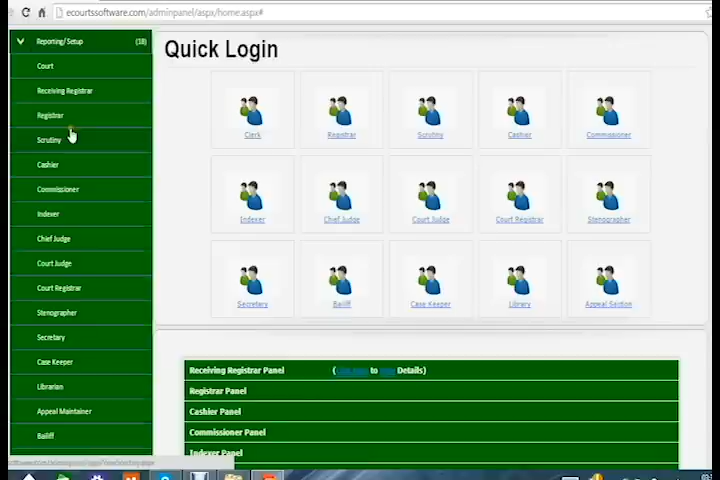 ecourtssoftware.com/adminpanel/aspx/home.aspx#
Reporting/Setup (18)
Court
Receiving Registrar
Registrar
Scrutiny
Cashier
Commissioner
Indexer
Chief Judge
Court Judge
Court Registrar
Stenographer
Secretary
Case Keeper
Librarian
Appeal Maintainer
Bailiff
Quick Login
Clerk Registrar Scrutiny Cashier Commissioner
Indexer Chief Judge Court Judge Court Registrar Stenographer
Secretary Bailiff Case Keeper Library Appeal Section
Receiving Registrar Panel ( to Details)
Registrar Panel
Cashier Panel
Commissioner Panel
Indexer Panel